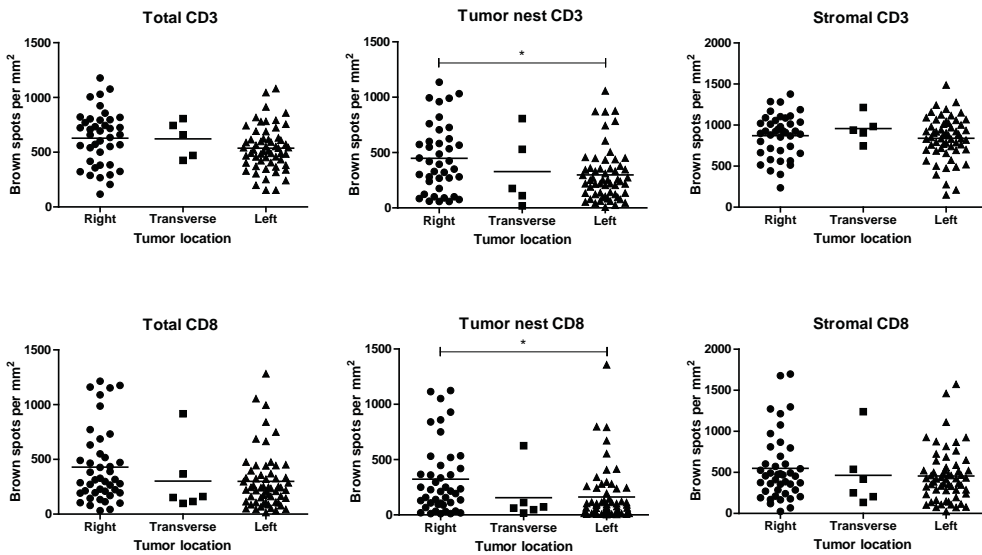 Total CD3
Tumor nest CD3
Stromal CD3
Brown spots per mm²
1500
1000
500
0
Right Transverse Left
Tumor location
Brown spots per mm²
1500
1000
500
0
*
Right Transverse Left
Tumor location
Brown spots per mm²
2000
1500
1000
500
0
Right Transverse Left
Tumor location
Total CD8
Tumor nest CD8
Stromal CD8
Brown spots per mm²
1500
1000
500
0
Right Transverse Left
Tumor location
Brown spots per mm²
1500
1000
500
0
*
Right Transverse Left
Tumor location
Brown spots per mm²
2000
1500
1000
500
0
Right Transverse Left
Tumor location